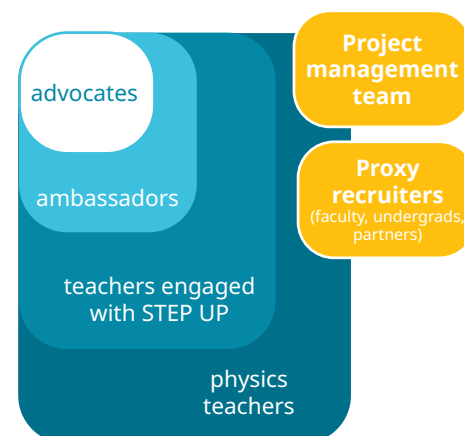 advocates
ambassadors
teachers engaged
with STEP UP
physics
teachers
Project
management
team
Proxy
recruiters
(faculty, undergrads,
partners)